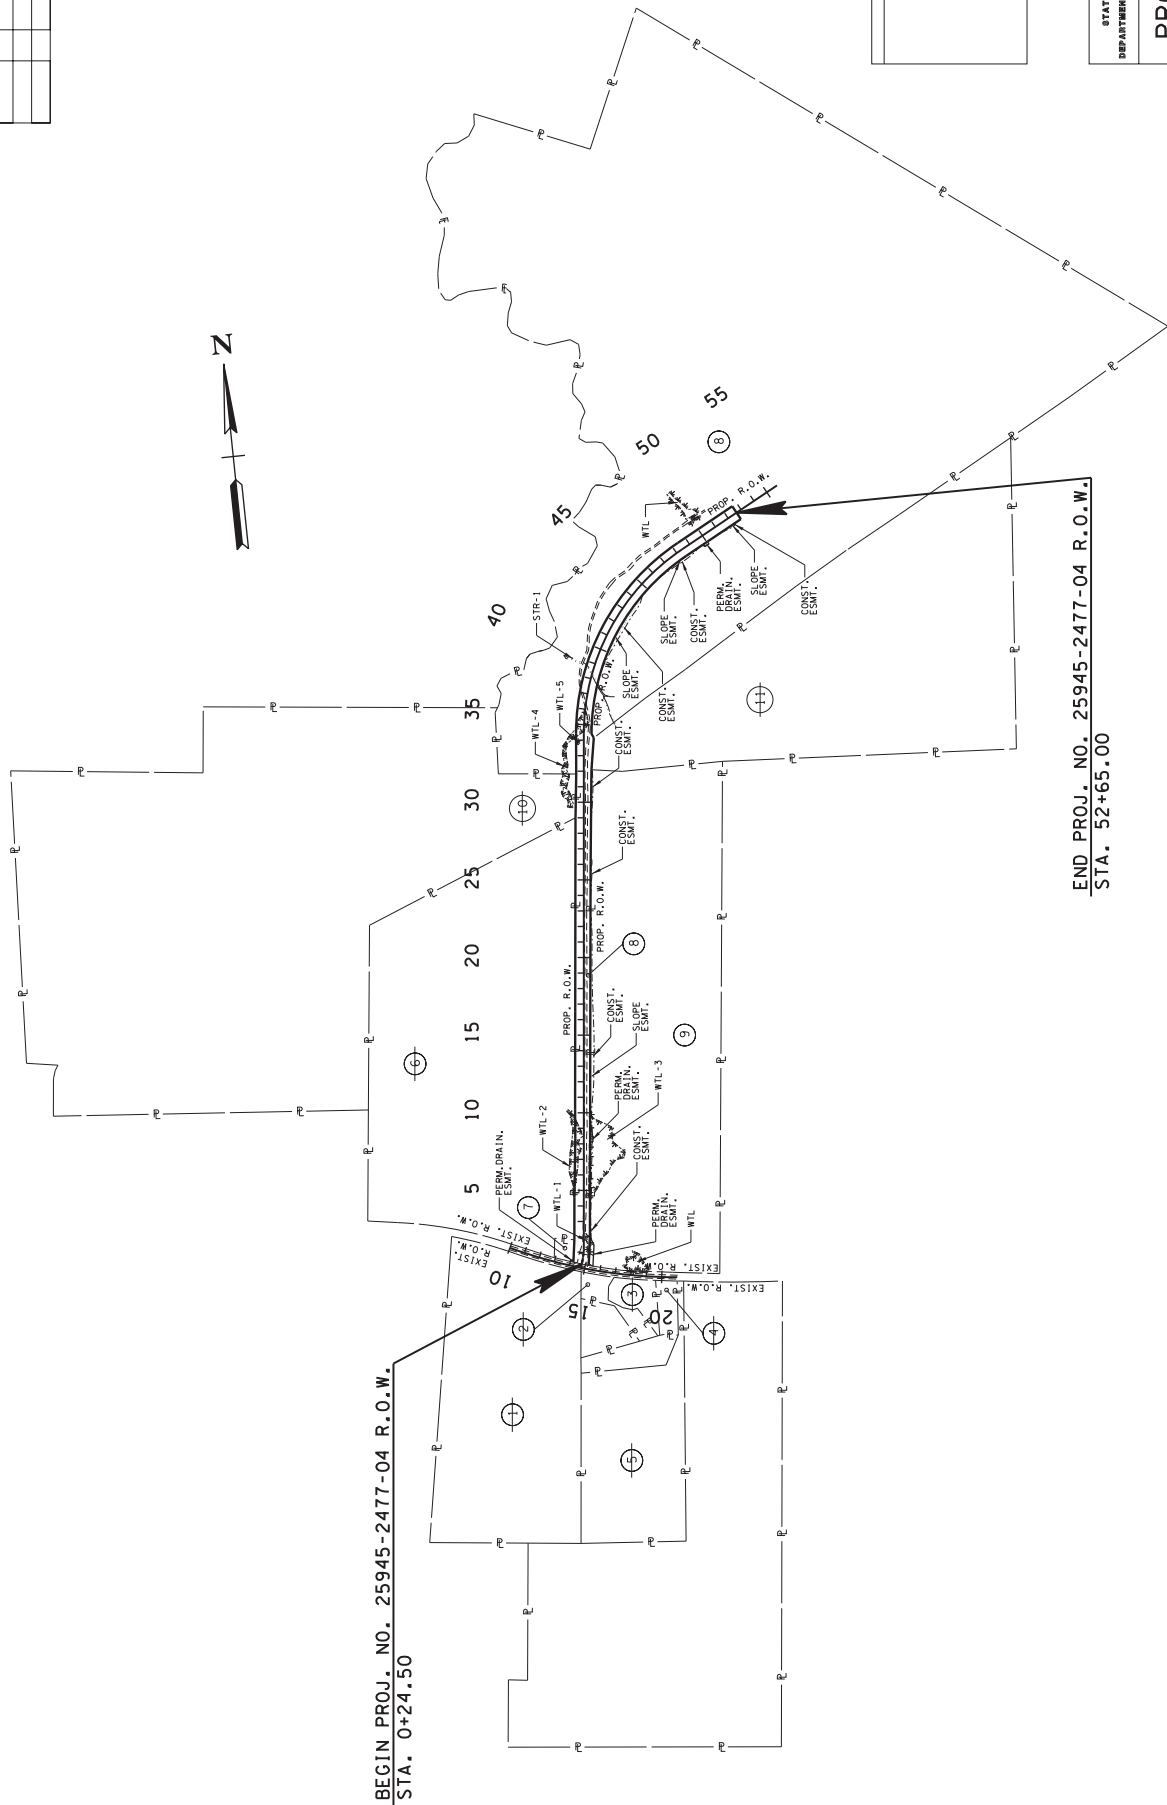 STAT
DEPARTMEN
PRO
N
BEGIN PROJ. NO. 25945-2477-04 R.O.W.
STA. 0+24.50
END PROJ. NO. 25945-2477-04 R.O.W.
STA. 52+65.00
5
10
15
20
25
30
35
40
45
50
55
10
15
20
1
2
3
4
5
6
7
8
8
9
10
11
EXIST. R.O.W.
EXIST.
R.O.W.
EXIST. R.O.W.
EXIST. R.O.W.
PERM. DRAIN.
ESMT.
WTL-1
WTL-2
PERM.
DRAIN.
ESMT.
WTL
CONST.
ESMT.
WTL-3
PERM.
DRAIN.
ESMT.
SLOPE
ESMT.
CONST.
ESMT.
PROP. R.O.W.
PROP. R.O.W.
CONST.
ESMT.
WTL-4
WTL-5
CONST.
ESMT.
PROP. R.O.W.
STR-1
CONST.
ESMT.
SLOPE
ESMT.
SLOPE
ESMT.
CONST.
ESMT.
PERM.
DRAIN.
ESMT.
SLOPE
ESMT.
CONST.
ESMT.
WTL
PROP. R.O.W.